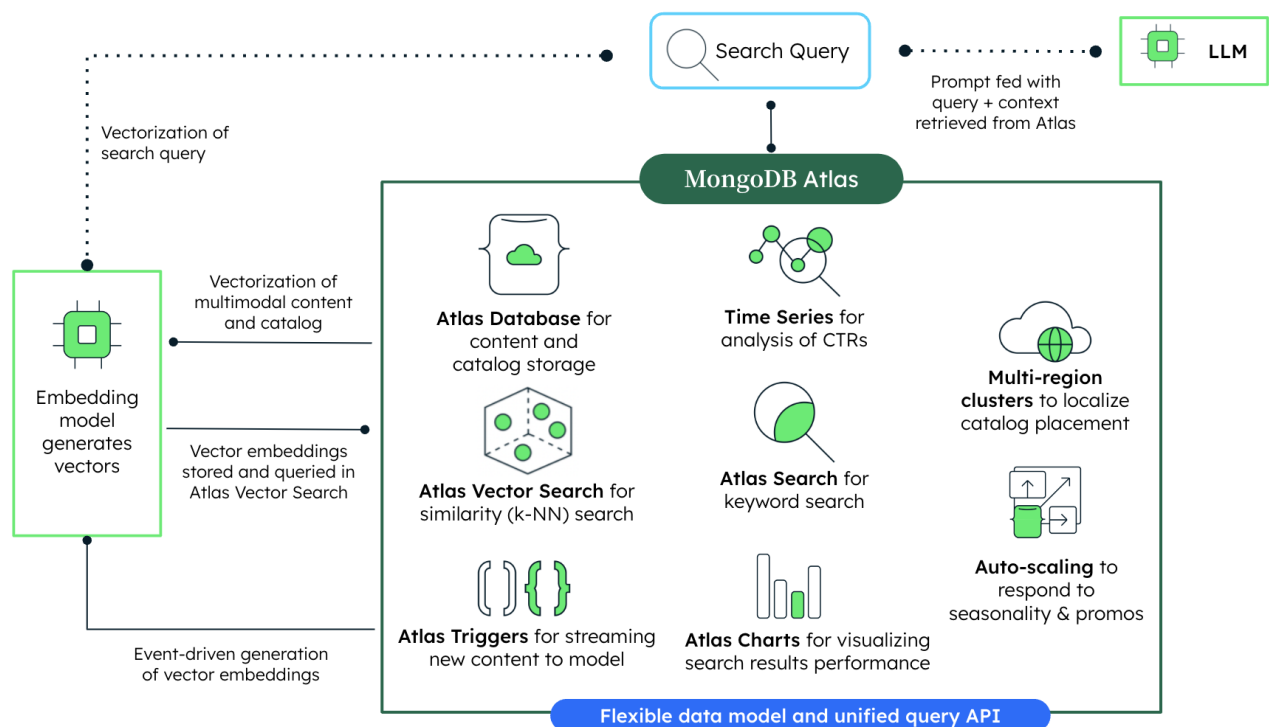 Search Query
LLM
Prompt fed with
query + context
retrieved from Atlas
Vectorization of
search query
MongoDB Atlas
Vectorization of
multimodal content
and catalog
Embedding
model
generates
vectors
Vector embeddings
stored and queried in
Atlas Vector Search
Event-driven generation
of vector embeddings
Atlas Database for
content and
catalog storage
Time Series for
analysis of CTRs
Multi-region
clusters to localize
catalog placement
Atlas Vector Search for
similarity (k-NN) search
Atlas Search for
keyword search
Auto-scaling to
respond to
seasonality & promos
Atlas Triggers for streaming
new content to model
Atlas Charts for visualizing
search results performance
Flexible data model and unified query API